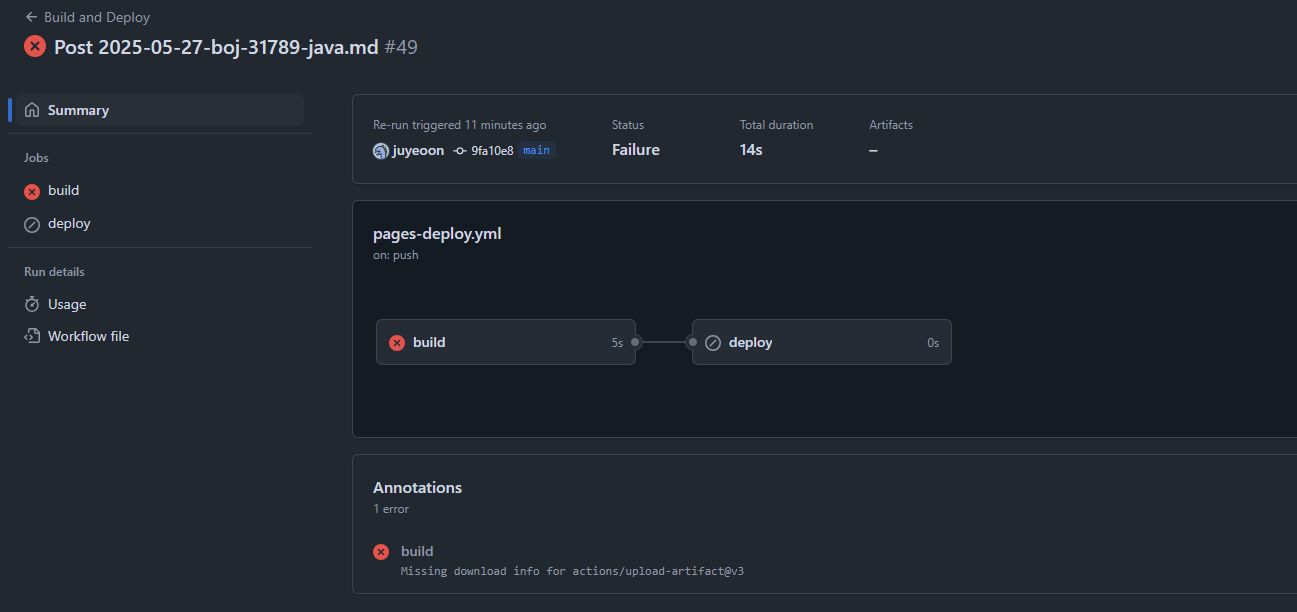 Build and Deploy
Post 2025-05-27-boj-31789-java.md #49
Summary
Jobs
build
deploy
Run details
Usage
Workflow file
Re-run triggered 11 minutes ago
juyeoon 9fa10e8 main
Status
Failure
Total duration
14s
Artifacts
–
pages-deploy.yml
on: push
build 5s
deploy 0s
Annotations
1 error
build
Missing download info for actions/upload-artifact@v3